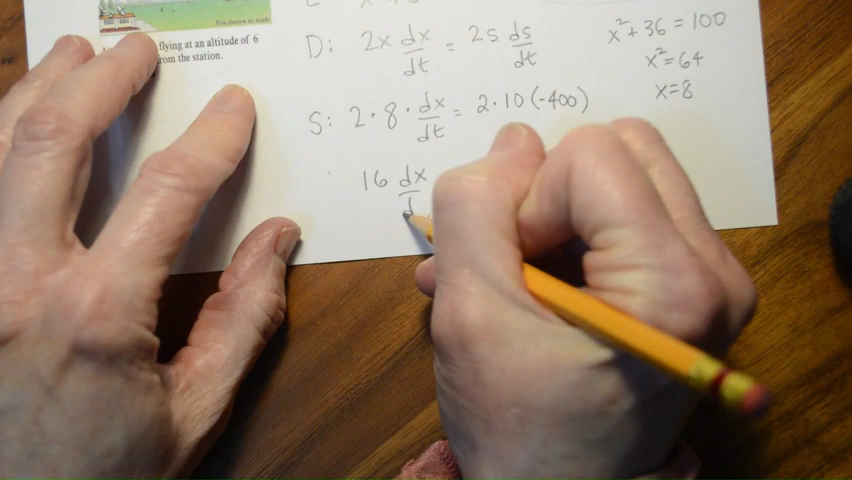 Not drawn to scale
flying at an altitude of 6
from the station.
D: 2x dx/dt = 2s ds/dt
S: 2 · 8 · dx/dt = 2 · 10 (-400)
16 dx/d
x² + 36 = 100
x² = 64
x = 8